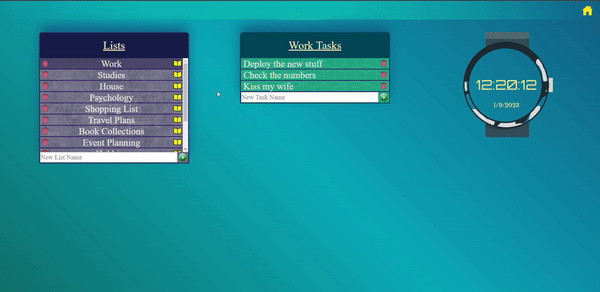 Lists
Work
Studies
House
Psychology
Shopping List
Travel Plans
Book Collections
Event Planning
New List Name
Work Tasks
Deploy the new stuff
Check the numbers
Kiss my wife
New Task Name
12:20:12
1/9/2023